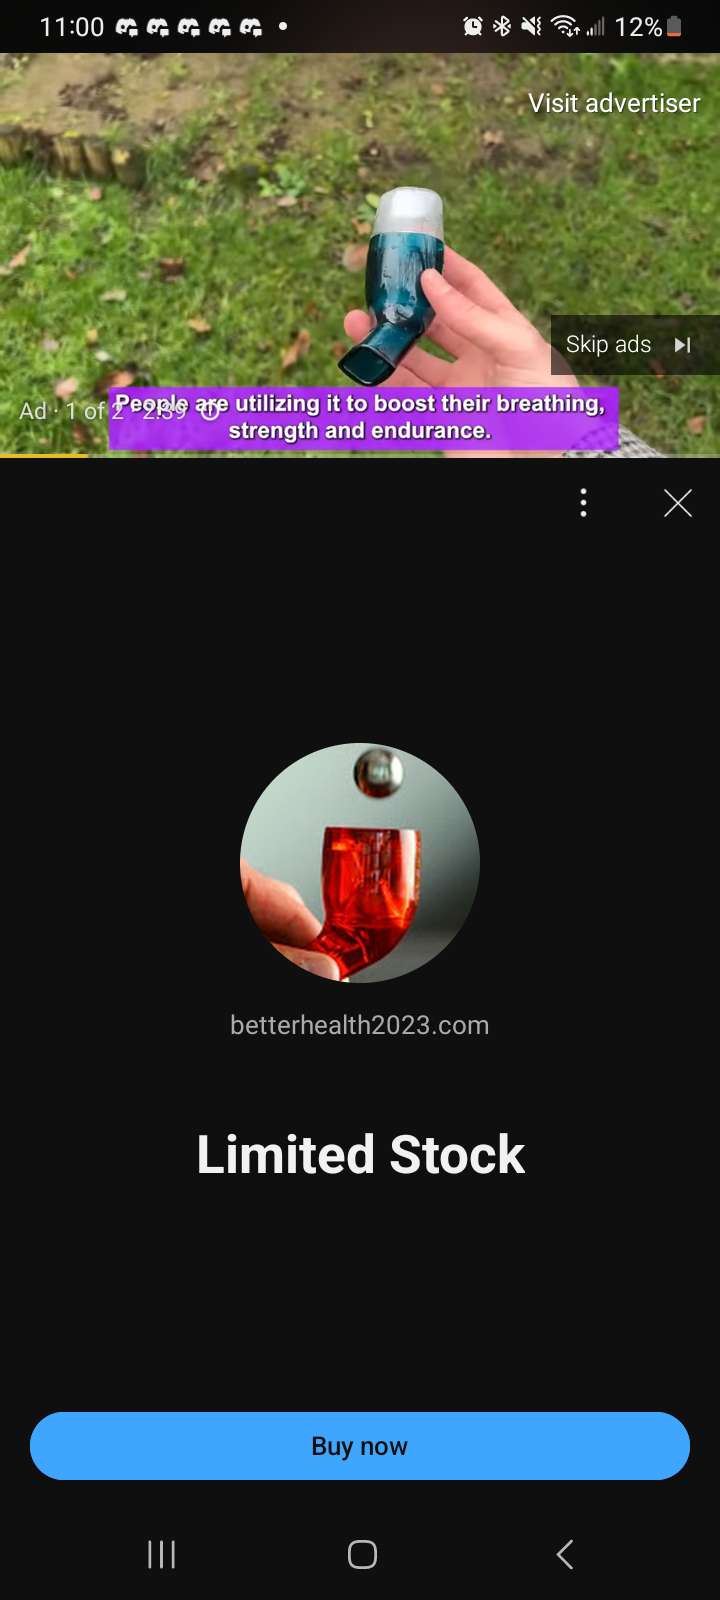 11:00
12%
Visit advertiser
Skip ads
Ad · 1 of 2 · 2:39
People are utilizing it to boost their breathing,
strength and endurance.
betterhealth2023.com
Limited Stock
Buy now